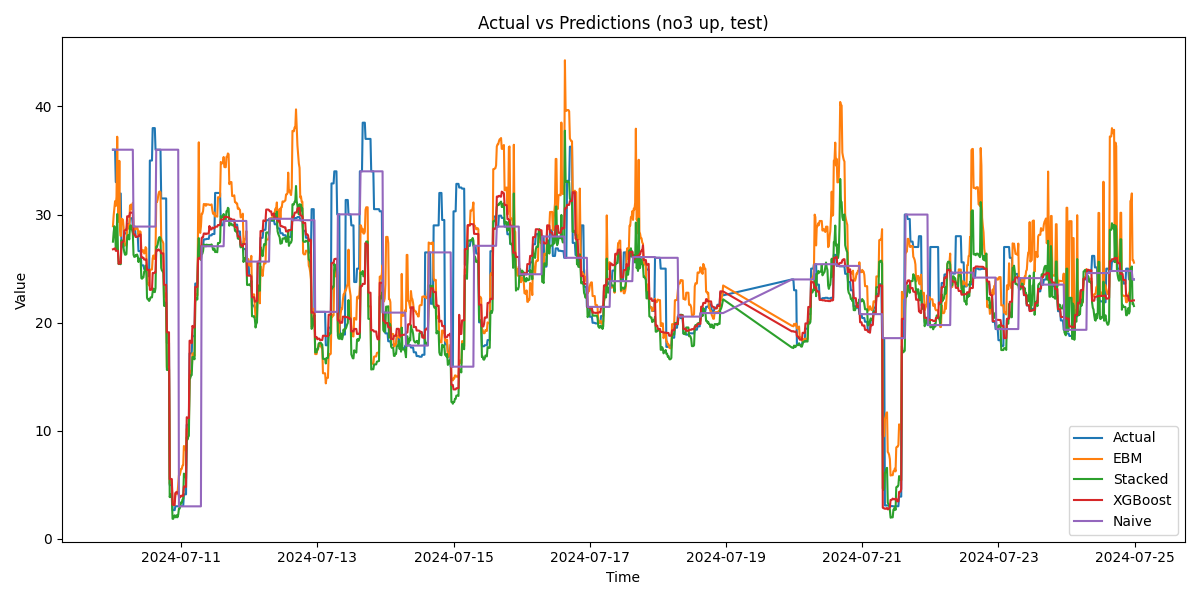 Actual vs Predictions (no3 up, test)
Value
40
30
20
10
0
2024-07-11
2024-07-13
2024-07-15
2024-07-17
2024-07-19
2024-07-21
2024-07-23
2024-07-25
Time
Actual
EBM
Stacked
XGBoost
Naive